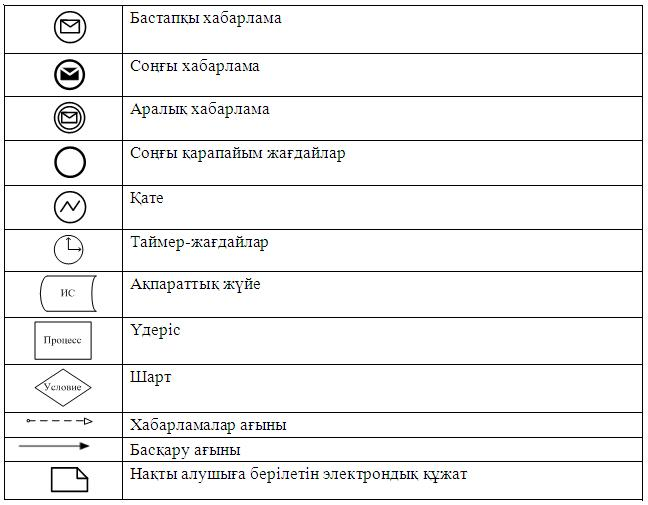 Бастапқы хабарлама
Соңғы хабарлама
Аралық хабарлама
Соңғы қарапайым жағдайлар
Қате
Таймер-жағдайлар
ИС
Ақпараттық жүйе
Процесс
Үдеріс
Условие
Шарт
Хабарламалар ағыны
Басқару ағыны
Нақты алушыға берілетін электрондық құжат